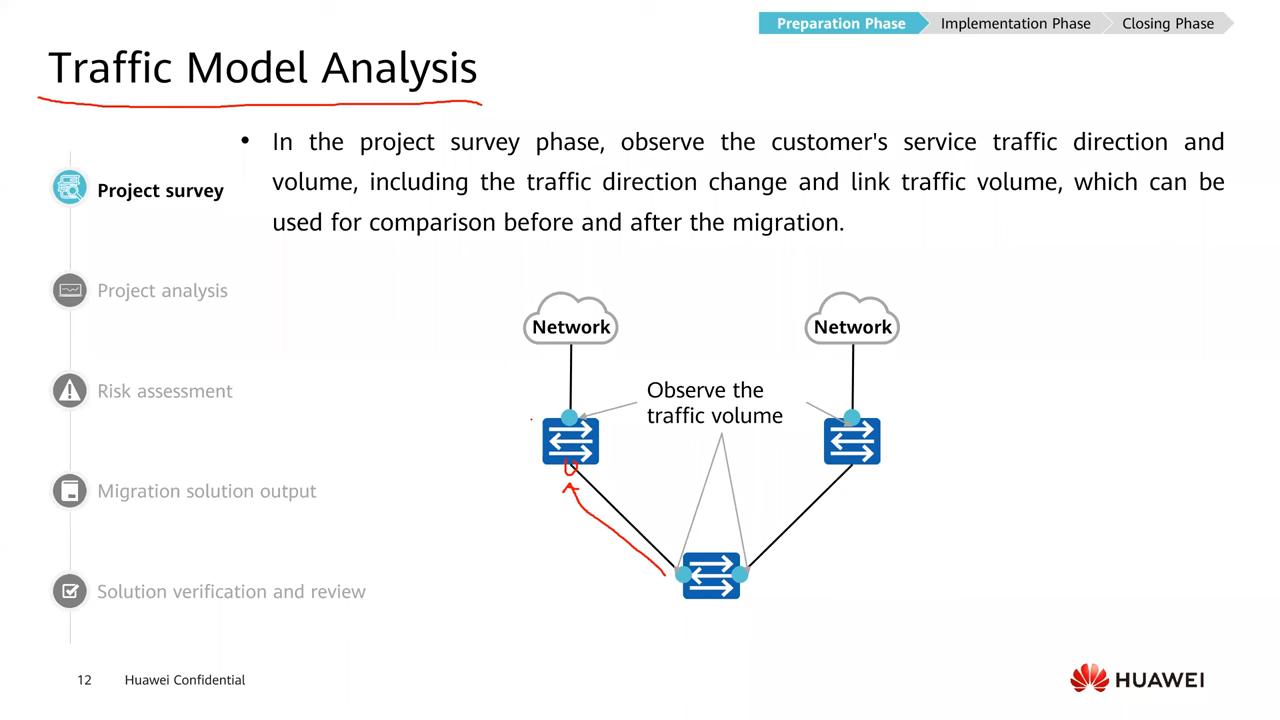 Preparation Phase
Implementation Phase
Closing Phase
Traffic Model Analysis
• In the project survey phase, observe the customer's service traffic direction and
volume, including the traffic direction change and link traffic volume, which can be
used for comparison before and after the migration.
Project survey
Project analysis
Risk assessment
Migration solution output
Solution verification and review
Network
Network
Observe the
traffic volume
12
Huawei Confidential
HUAWEI